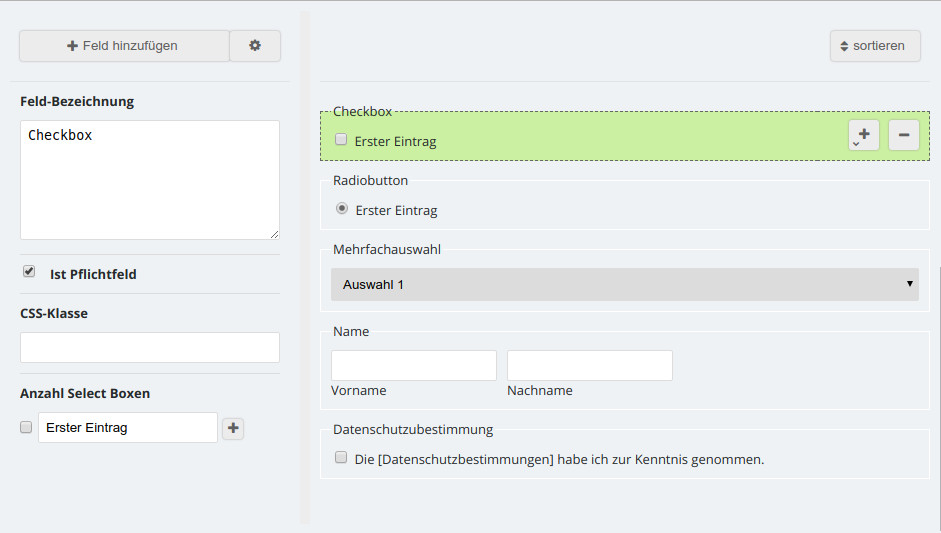 Feld hinzufügen
sortieren
Feld-Bezeichnung
Checkbox
Ist Pflichtfeld
CSS-Klasse
Anzahl Select Boxen
Erster Eintrag
Checkbox
Erster Eintrag
Radiobutton
Erster Eintrag
Mehrfachauswahl
Auswahl 1
Name
Vorname Nachname
Datenschutzubestimmung
Die [Datenschutzbestimmungen] habe ich zur Kenntnis genommen.